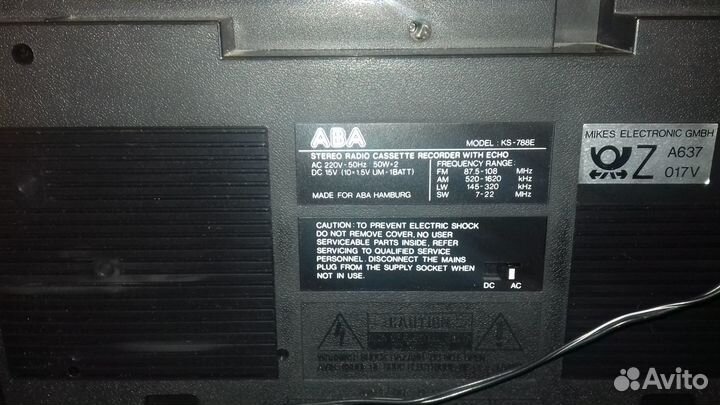 ABA
MODEL: KS-788E
STEREO RADIO CASSETTE RECORDER WITH ECHO
AC 220V~50Hz 50W×2
DC 15V (10×1.5V UM-1BATT)
MADE FOR ABA HAMBURG
FREQUENCY RANGE:
FM 87.5-108 MHz
AM 520-1620 kHz
LW 145-320 kHz
SW 7-22 MHz
MIKES ELECTRONIC GMBH
Z A637
017V
CAUTION: TO PREVENT ELECTRIC SHOCK
DO NOT REMOVE COVER, NO USER
SERVICEABLE PARTS INSIDE, REFER
SERVICING TO QUALIFIED SERVICE
PERSONNEL. DISCONNECT THE MAINS
PLUG FROM THE SUPPLY SOCKET WHEN
NOT IN USE.
DC AC
CAUTION
Avito